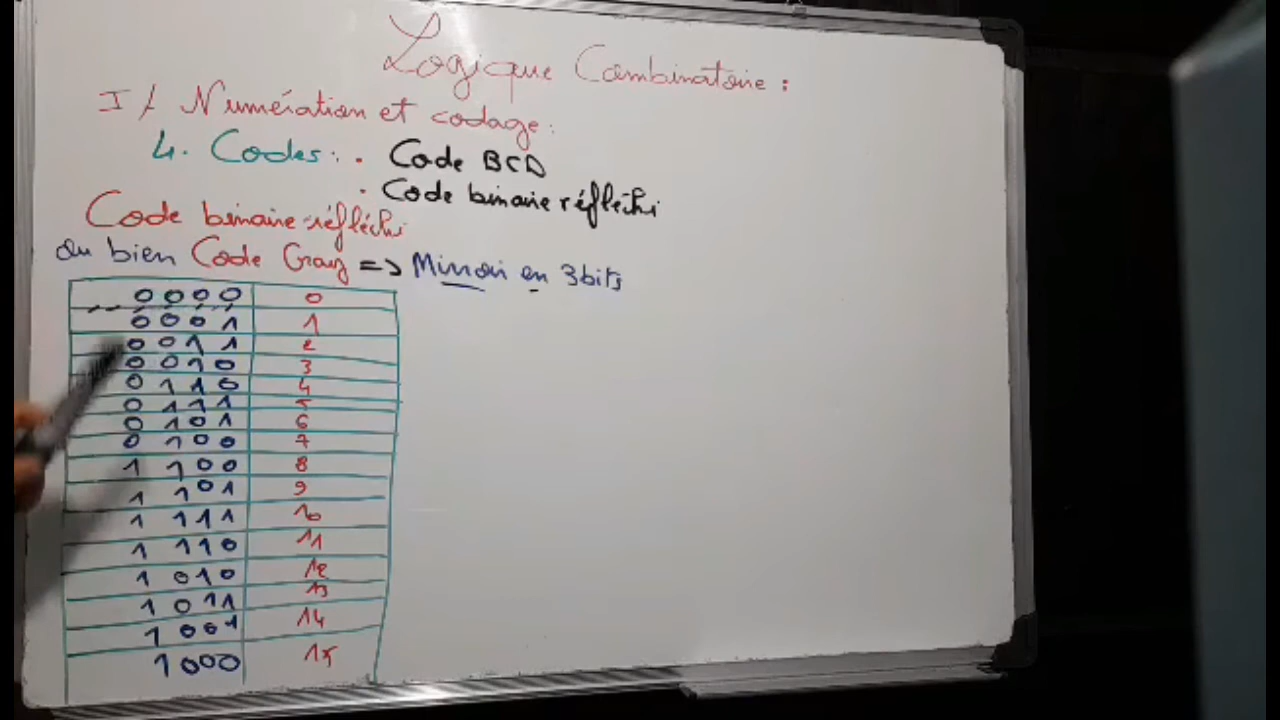 Logique Combinatoire :
I / Numération et codage :
4. Codes : . Code BCD
. Code binaire réfléchi
Code binaire réfléchi
ou bien Code Gray => Miroir en 3 bits
0000 0
0001 1
0011 2
0010 3
0110 4
0111 5
0101 6
0100 7
1100 8
1101 9
1111 10
1110 11
1010 12
1011 13
1001 14
1000 15